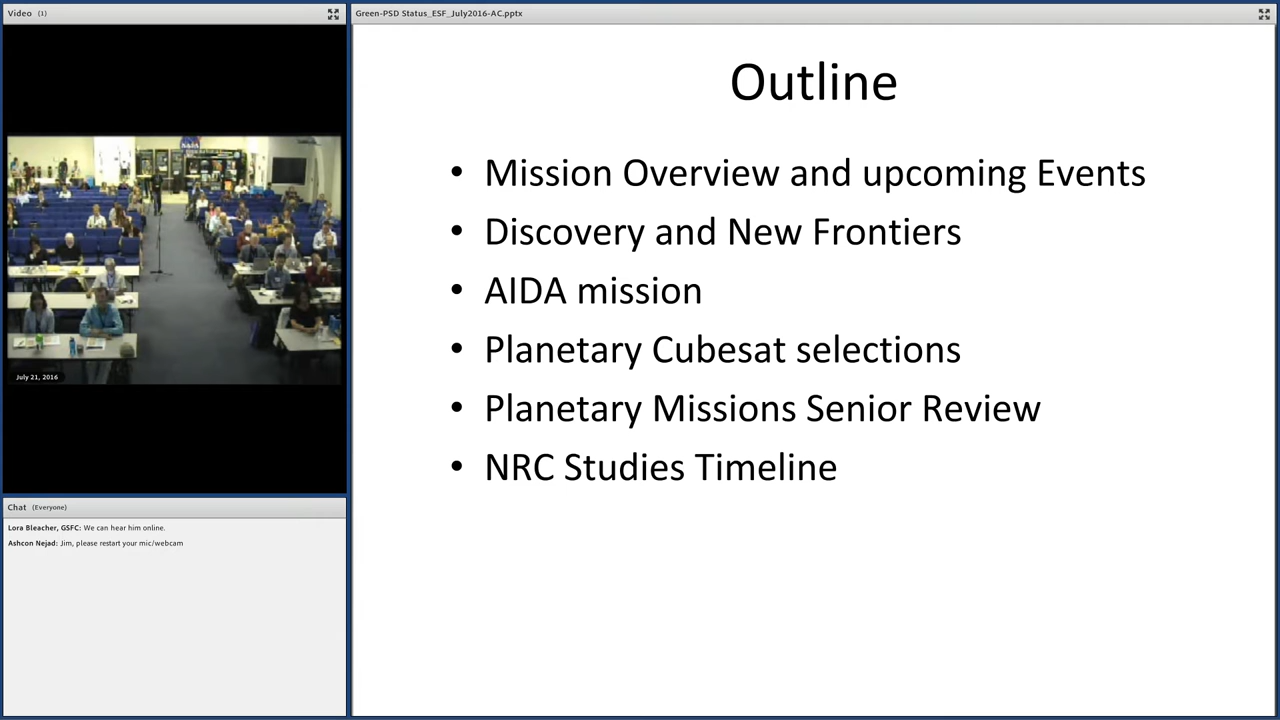 Video (1)
NASA
July 21, 2016
Chat (Everyone)
Lora Bleacher, GSFC: We can hear him online.
Ashcon Nejad: Jim, please restart your mic/webcam
Green-PSD Status_ESF_July2016-AC.pptx
Outline
• Mission Overview and upcoming Events
• Discovery and New Frontiers
• AIDA mission
• Planetary Cubesat selections
• Planetary Missions Senior Review
• NRC Studies Timeline